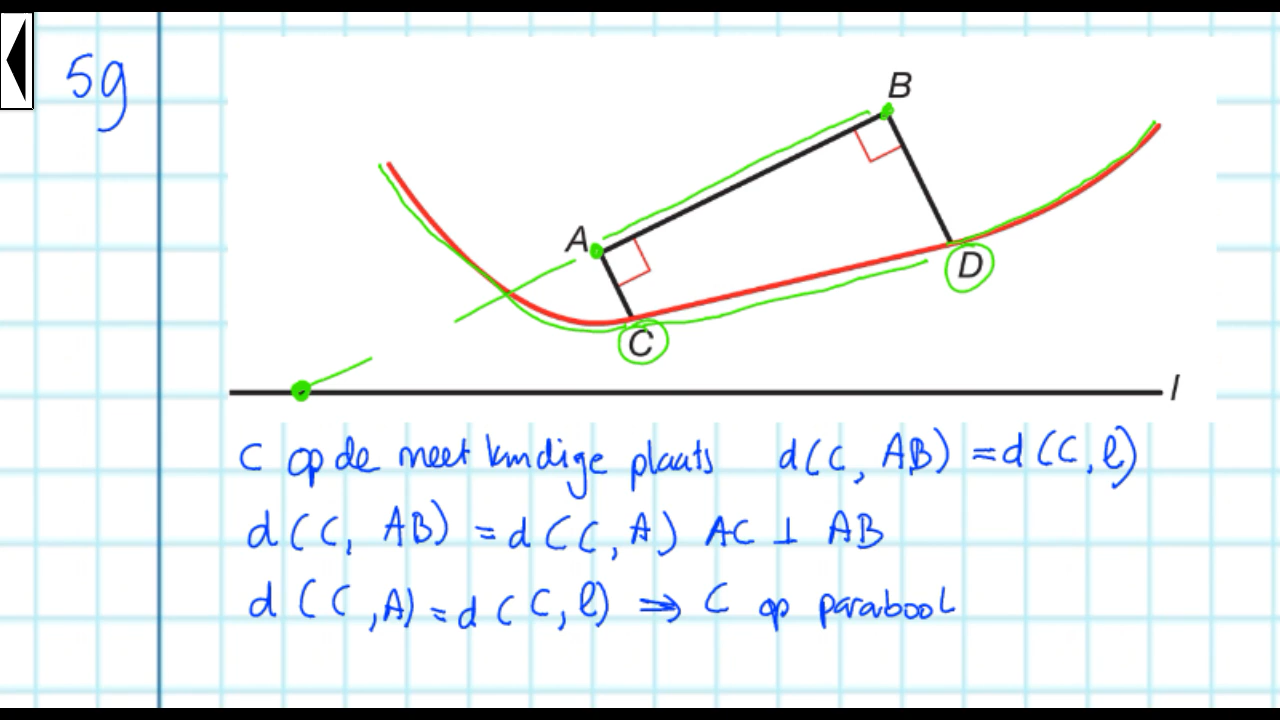 5g
B
A
D
C
l
C op de meetkundige plaats d(C, AB) = d(C, l)
d(C, AB) = d(C, A) AC ⊥ AB
d(C, A) = d(C, l) ⇒ C op parabool